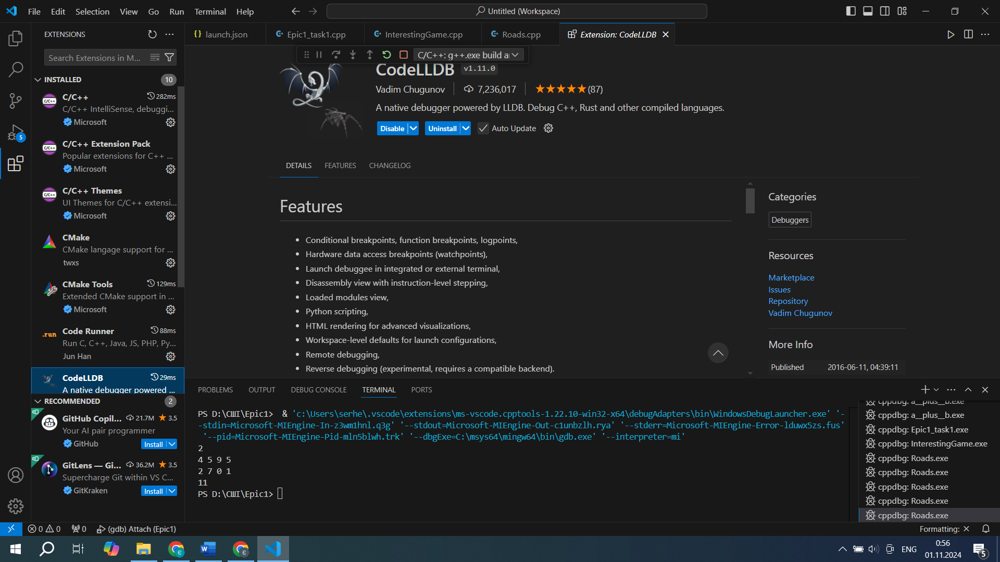 File Edit Selection View Go Run Terminal Help
Untitled (Workspace)
EXTENSIONS
launch.json
Epic1_task1.cpp
InterestingGame.cpp
Roads.cpp
Extension: CodeLLDB
Search Extensions in M...
C/C++: g++.exe build a
INSTALLED 10
C/C++ 282ms
C/C++ IntelliSense, debuggi...
Microsoft
C/C++ Extension Pack
Popular extensions for C++ ...
Microsoft
C/C++ Themes
UI Themes for C/C++ extensi...
Microsoft
CMake
CMake langage support for ...
twxs
CMake Tools 129ms
Extended CMake support in ...
Microsoft
Code Runner 88ms
Run C, C++, Java, JS, PHP, Py...
Jun Han
CodeLLDB 29ms
A native debugger powered ...
RECOMMENDED 2
GitHub Copil... 21.7M 3.5
Your AI pair programmer
GitHub Install
GitLens — Gi... 36.2M 3.5
Supercharge Git within VS C...
GitKraken Install
5
C/C++
C/C++
C/C++
.run
CodeLLDB v1.11.0
Vadim Chugunov 7,236,017 (87)
A native debugger powered by LLDB. Debug C++, Rust and other compiled languages.
Disable Uninstall Auto Update
DETAILS FEATURES CHANGELOG
Features
Conditional breakpoints, function breakpoints, logpoints,
Hardware data access breakpoints (watchpoints),
Launch debuggee in integrated or external terminal,
Disassembly view with instruction-level stepping,
Loaded modules view,
Python scripting,
HTML rendering for advanced visualizations,
Workspace-level defaults for launch configurations,
Remote debugging,
Reverse debugging (experimental, requires a compatible backend).
Categories
Debuggers
Resources
Marketplace
Issues
Repository
Vadim Chugunov
More Info
Published 2016-06-11, 04:39:11
PROBLEMS OUTPUT DEBUG CONSOLE TERMINAL PORTS
PS D:\СШІ\Epic1>  & 'c:\Users\serhe\.vscode\extensions\ms-vscode.cpptools-1.22.10-win32-x64\debugAdapters\bin\WindowsDebugLauncher.exe' '-
-stdin=Microsoft-MIEngine-In-z3wm1hnl.q3g' '--stdout=Microsoft-MIEngine-Out-c1unbzlh.rya' '--stderr=Microsoft-MIEngine-Error-lduwx5zs.fus'
'--pid=Microsoft-MIEngine-Pid-mln5blwh.trk' '--dbgExe=C:\msys64\mingw64\bin\gdb.exe' '--interpreter=mi'
2
4 5 9 5
2 7 0 1
11
PS D:\СШІ\Epic1>
cppdbg: a__plus__b.exe
cppdbg: a__plus__b.exe
cppdbg: Epic1_task1.exe
cppdbg: InterestingGame.exe
cppdbg: Roads.exe
cppdbg: Roads.exe
cppdbg: Roads.exe
cppdbg: Roads.exe
cppdbg: Roads.exe
0 0 0 (gdb) Attach (Epic1)
Formatting:
ENG
0:56
01.11.2024
5